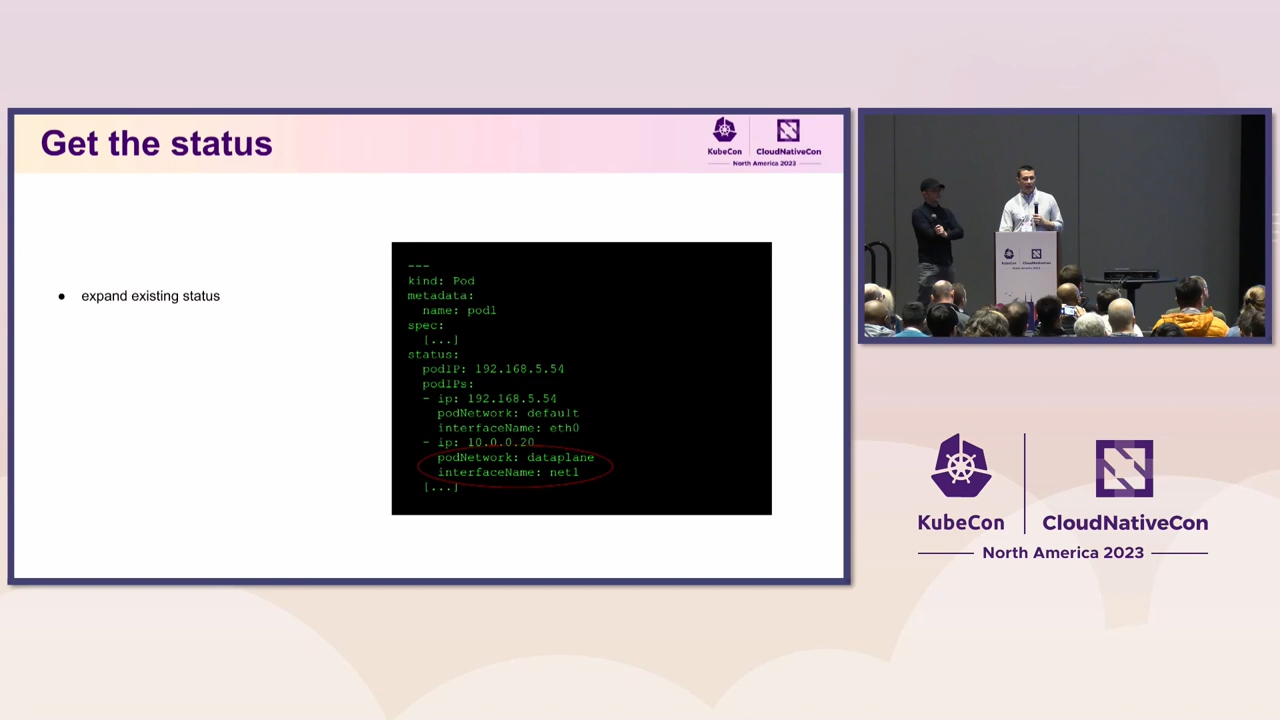 Get the status
KubeCon
CloudNativeCon
North America 2023
● expand existing status
---
kind: Pod
metadata:
  name: pod1
spec:
  [...]
status:
  podIP: 192.168.5.54
  podIPs:
  - ip: 192.168.5.54
    podNetwork: default
    interfaceName: eth0
  - ip: 10.0.0.20
    podNetwork: dataplane
    interfaceName: net1
  [...]
KubeCon
CloudNativeCon
North America 2023